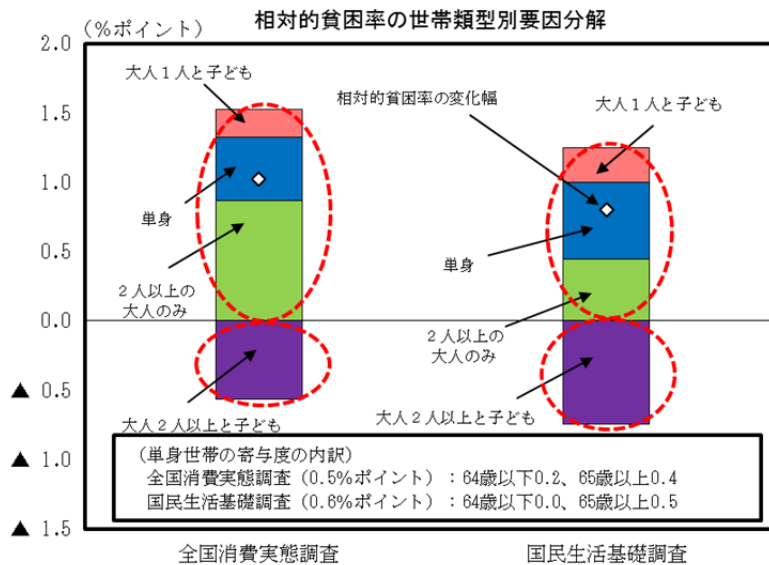 相対的貧困率の世帯類型別要因分解
(%ポイント)
2.0
1.5
1.0
0.5
0.0
▲ 0.5
▲ 1.0
▲ 1.5
大人1人と子ども
単身
2人以上の
大人のみ
大人2人以上と子ども
相対的貧困率の変化幅
大人1人と子ども
単身
2人以上の
大人のみ
大人2人以上と子ども
(単身世帯の寄与度の内訳)
全国消費実態調査(0.5%ポイント):64歳以下0.2、65歳以上0.4
国民生活基礎調査(0.6%ポイント):64歳以下0.0、65歳以上0.5
全国消費実態調査
国民生活基礎調査